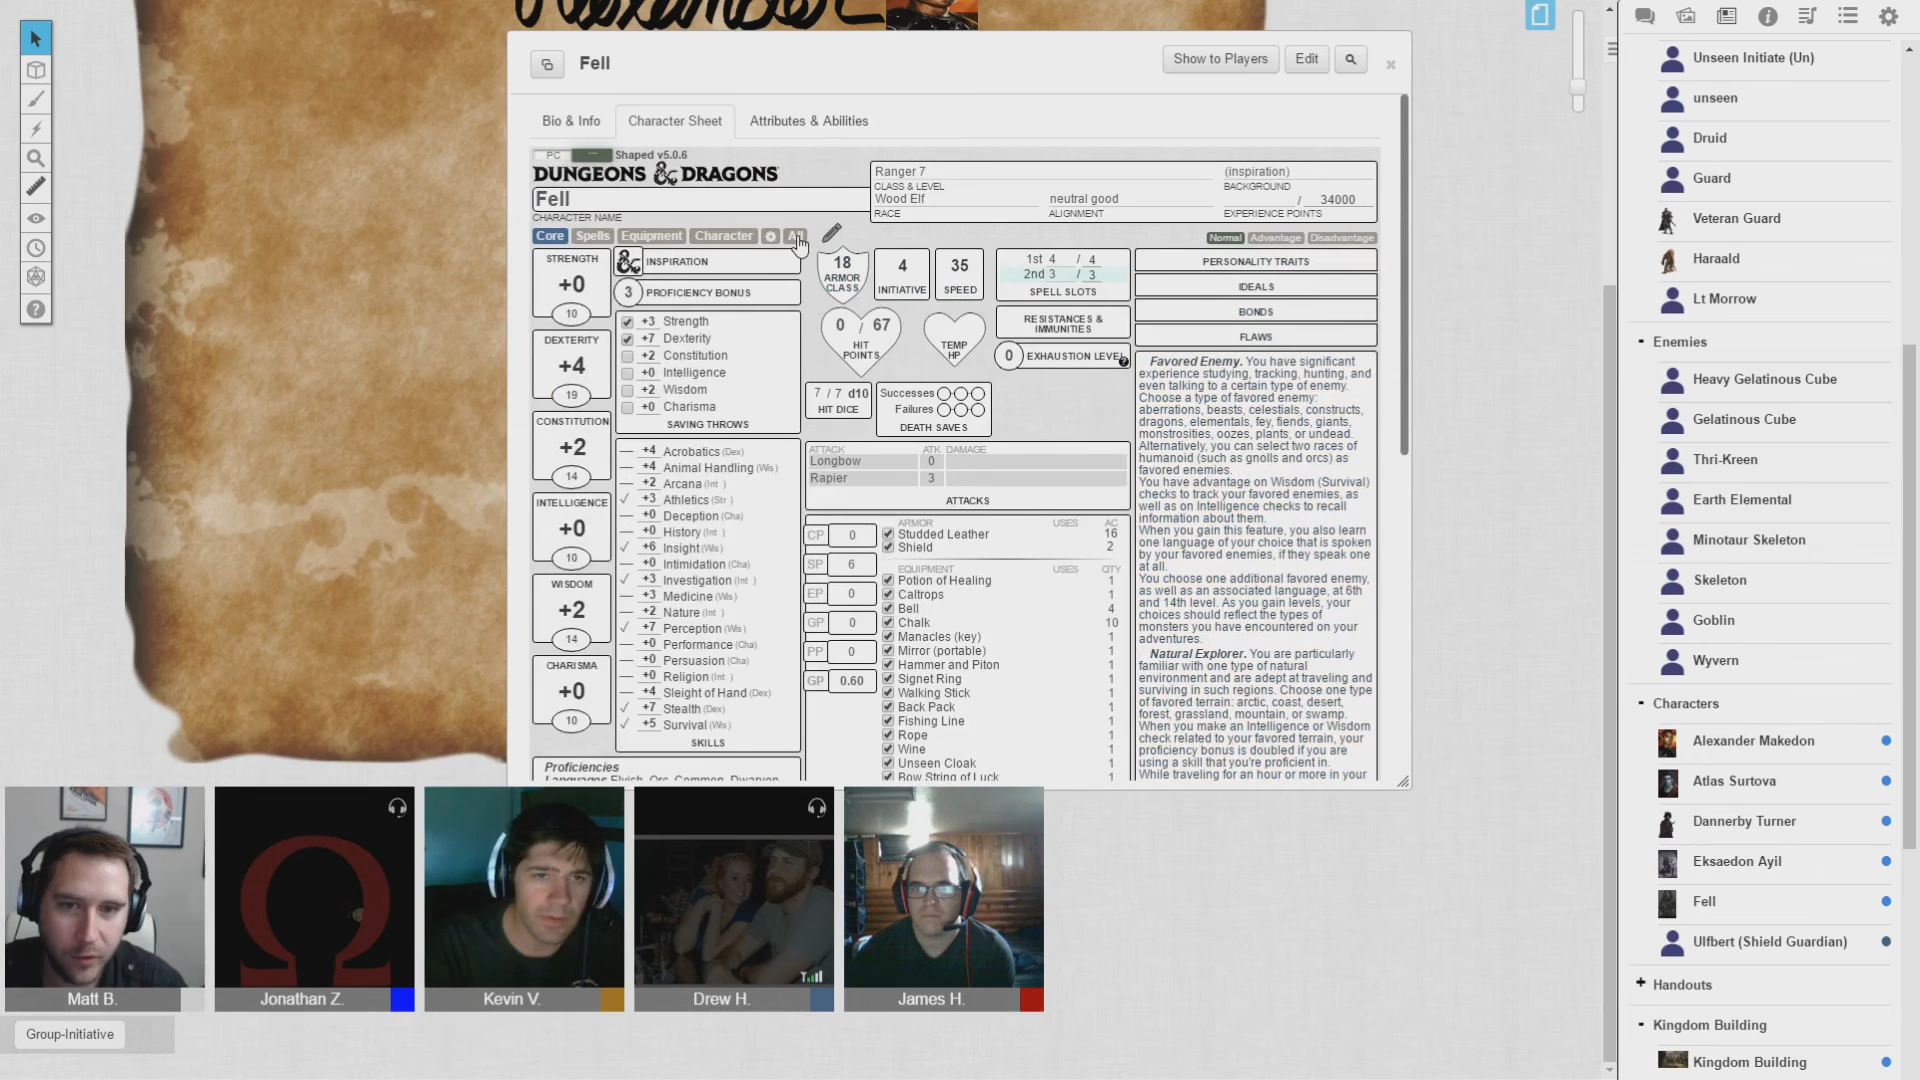 Alexander
Fell
Show to Players
Edit
Bio & Info
Character Sheet
Attributes & Abilities
PC
Shaped v5.0.6
DUNGEONS & DRAGONS
Fell
CHARACTER NAME
Ranger 7
(inspiration)
CLASS & LEVEL
BACKGROUND
Wood Elf
neutral good
/ 34000
RACE
ALIGNMENT
EXPERIENCE POINTS
Core
Spells
Equipment
Character
Normal
Advantage
Disadvantage
STRENGTH
+0
10
DEXTERITY
+4
19
CONSTITUTION
+2
14
INTELLIGENCE
+0
10
WISDOM
+2
14
CHARISMA
+0
10
INSPIRATION
3 PROFICIENCY BONUS
+3 Strength
+7 Dexterity
+2 Constitution
+0 Intelligence
+2 Wisdom
+0 Charisma
SAVING THROWS
+4 Acrobatics (Dex)
+4 Animal Handling (Wis)
+2 Arcana (Int )
+3 Athletics (Str )
+0 Deception (Cha)
+0 History (Int )
+6 Insight (Wis)
+0 Intimidation (Cha)
+3 Investigation (Int )
+3 Medicine (Wis)
+2 Nature (Int )
+7 Perception (Wis)
+0 Performance (Cha)
+0 Persuasion (Cha)
+0 Religion (Int )
+4 Sleight of Hand (Dex)
+7 Stealth (Dex)
+5 Survival (Wis)
SKILLS
Proficiencies
Languages Elvish, Orc, Common, Dwarven,
18
ARMOR
CLASS
4
INITIATIVE
35
SPEED
1st 4 / 4
2nd 3 / 3
SPELL SLOTS
0 / 67
HIT
POINTS
TEMP
HP
RESISTANCES &
IMMUNITIES
0 EXHAUSTION LEVEL
7 / 7 d10
HIT DICE
Successes
Failures
DEATH SAVES
ATTACK ATK DAMAGE
Longbow 0
Rapier 3
ATTACKS
CP 0
SP 6
EP 0
GP 0
PP 0
GP 0.60
ARMOR USES AC
Studded Leather 16
Shield 2
EQUIPMENT USES QTY
Potion of Healing 1
Caltrops 1
Bell 4
Chalk 10
Manacles (key) 1
Mirror (portable) 1
Hammer and Piton 1
Signet Ring 1
Walking Stick 1
Back Pack 1
Fishing Line 1
Rope 1
Wine 1
Unseen Cloak 1
Bow String of Luck 1
PERSONALITY TRAITS
IDEALS
BONDS
FLAWS
Favored Enemy. You have significant
experience studying, tracking, hunting, and
even talking to a certain type of enemy.
Choose a type of favored enemy:
aberrations, beasts, celestials, constructs,
dragons, elementals, fey, fiends, giants,
monstrosities, oozes, plants, or undead.
Alternatively, you can select two races of
humanoid (such as gnolls and orcs) as
favored enemies.
You have advantage on Wisdom (Survival)
checks to track your favored enemies, as
well as on Intelligence checks to recall
information about them.
When you gain this feature, you also learn
one language of your choice that is spoken
by your favored enemies, if they speak one
at all.
You choose one additional favored enemy,
as well as an associated language, at 6th
and 14th level. As you gain levels, your
choices should reflect the types of
monsters you have encountered on your
adventures.
Natural Explorer. You are particularly
familiar with one type of natural
environment and are adept at traveling and
surviving in such regions. Choose one type
of favored terrain: arctic, coast, desert,
forest, grassland, mountain, or swamp.
When you make an Intelligence or Wisdom
check related to your favored terrain, your
proficiency bonus is doubled if you are
using a skill that you're proficient in.
While traveling for an hour or more in your
Unseen Initiate (Un)
unseen
Druid
Guard
Veteran Guard
Haraald
Lt Morrow
Enemies
Heavy Gelatinous Cube
Gelatinous Cube
Thri-Kreen
Earth Elemental
Minotaur Skeleton
Skeleton
Goblin
Wyvern
Characters
Alexander Makedon
Atlas Surtova
Dannerby Turner
Eksaedon Ayil
Fell
Ulfbert (Shield Guardian)
Handouts
Kingdom Building
Kingdom Building
Matt B.
Jonathan Z.
Kevin V.
Drew H.
James H.
Group-Initiative